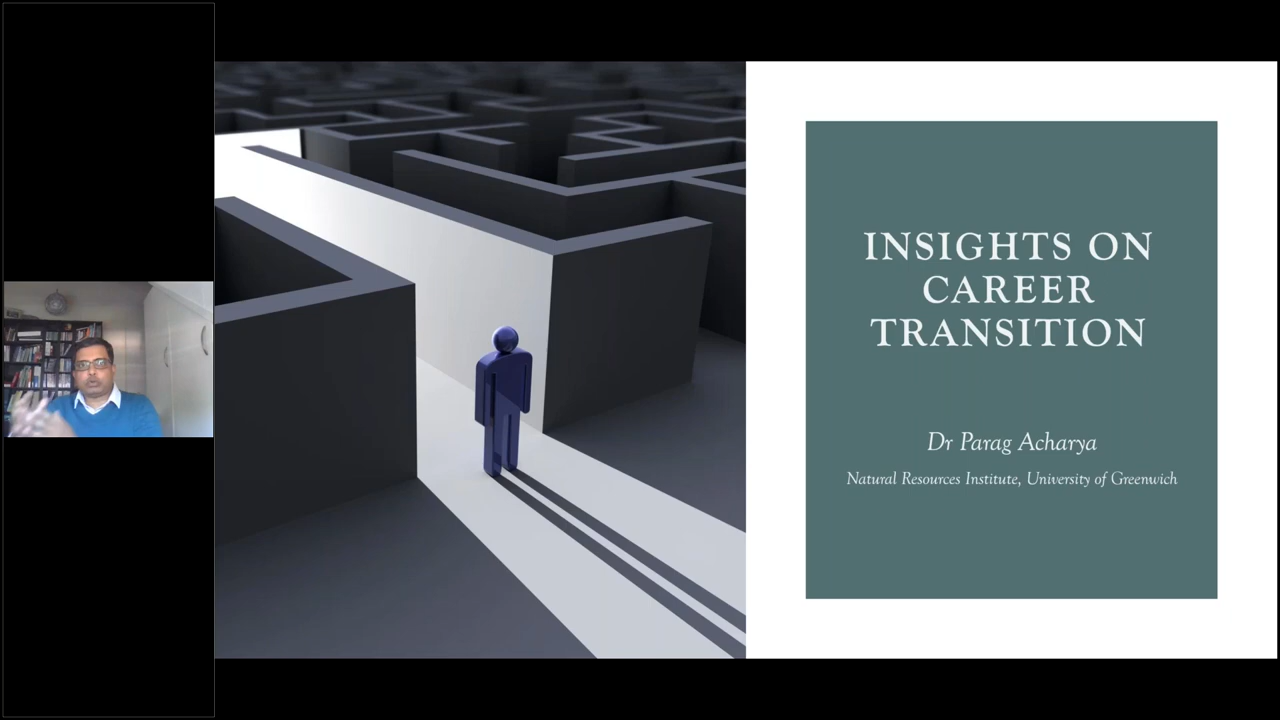 INSIGHTS ON
CAREER
TRANSITION
Dr Parag Acharya
Natural Resources Institute, University of Greenwich